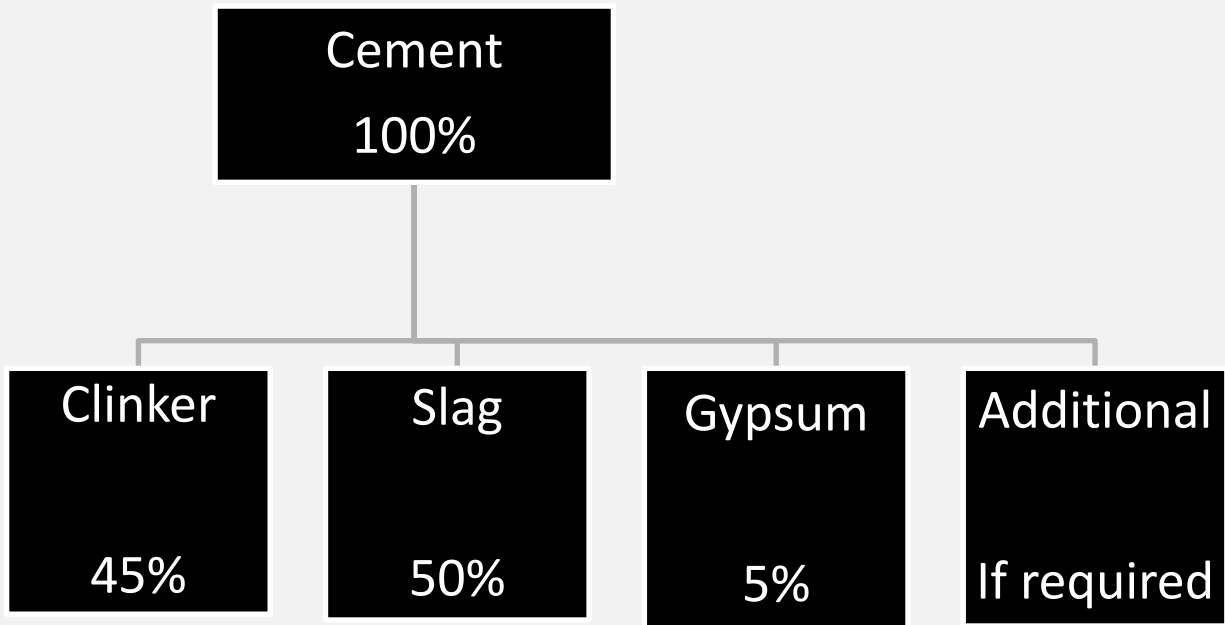 Cement
100%
Clinker
45%
Slag
50%
Gypsum
5%
Additional
If required